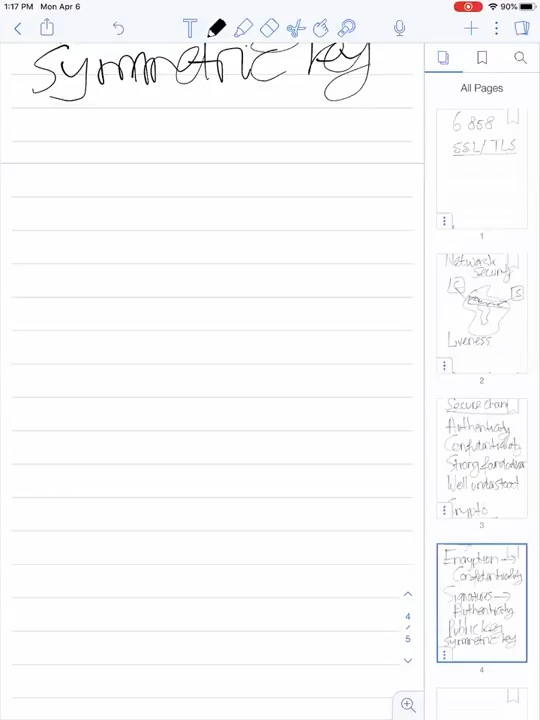 1:17 PM Mon Apr 6
90%
T
Symmetric key
4
5
All Pages
6 858
SSL/TLS
1
Network
Security
S
Liveness
2
Secure chan
Authenticity
Confidentiality
Strong foundation
Well understood
Crypto
3
Encryption →
Confidentiality
Signatures →
Authenticity
Public key
Symmetric key
4